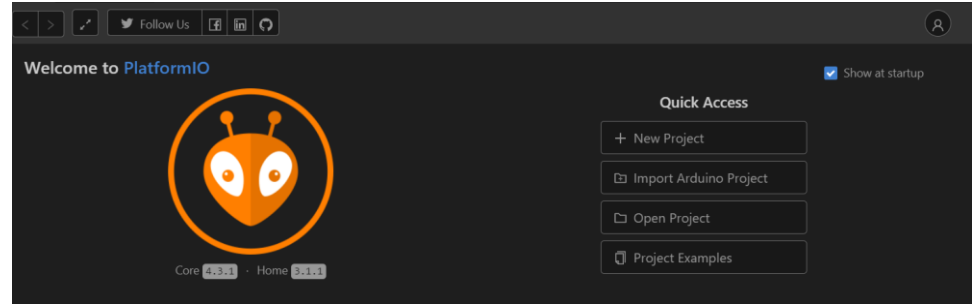 Follow Us
Welcome to PlatformIO
Show at startup
Quick Access
New Project
Import Arduino Project
Open Project
Project Examples
Core 4.3.1 · Home 3.1.1